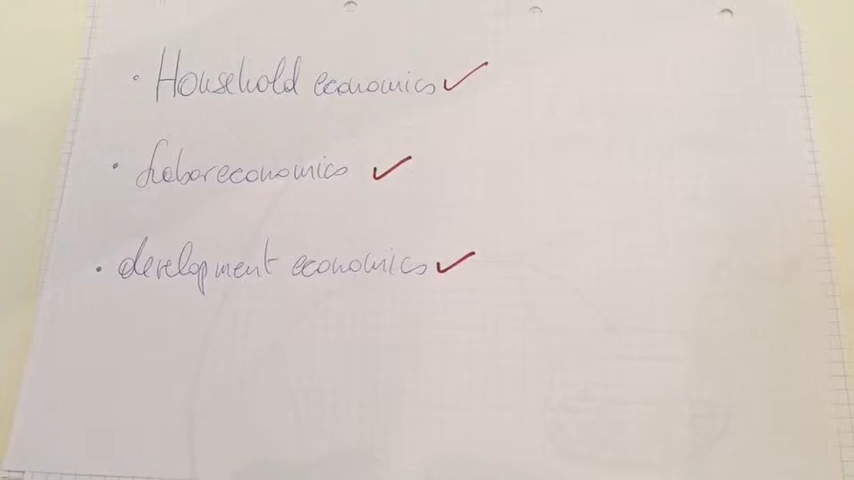 • Household economics ✓
• Laboreconomics ✓
• development economics ✓